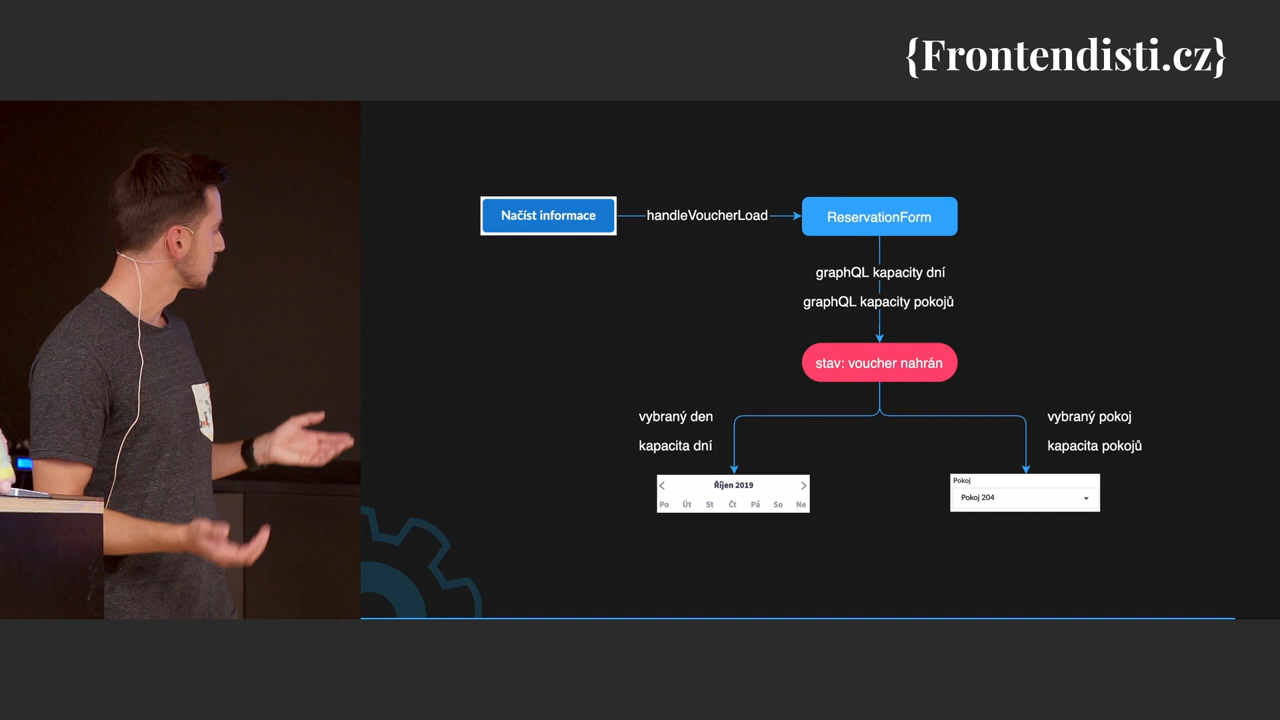 {Frontendisti.cz}
Načíst informace
handleVoucherLoad
ReservationForm
graphQL kapacity dní
graphQL kapacity pokojů
stav: voucher nahrán
vybraný den
kapacita dní
vybraný pokoj
kapacita pokojů
Říjen 2019
Po Út St Čt Pá So Ne
Pokoj
Pokoj 204